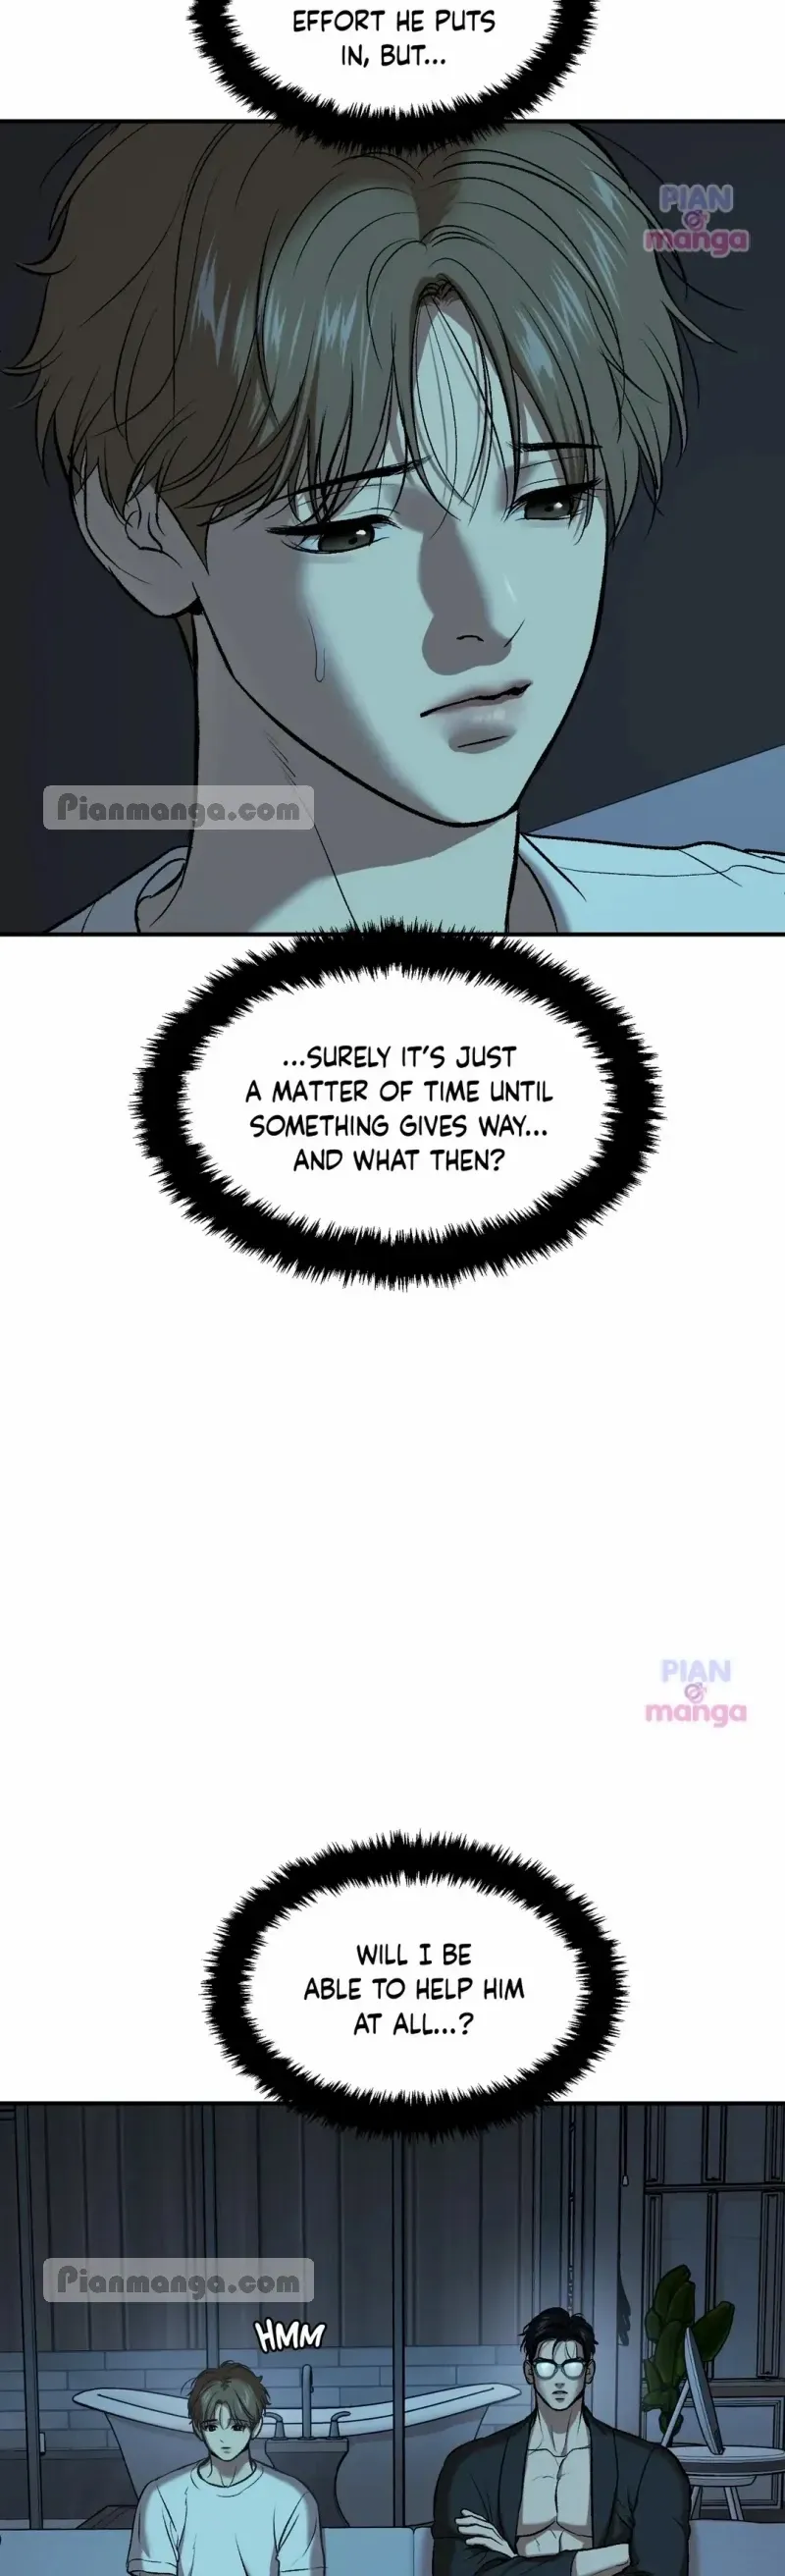 EFFORT HE PUTS
IN, BUT...
PIAN
manga
Pianmanga.com
...SURELY IT'S JUST
A MATTER OF TIME UNTIL
SOMETHING GIVES WAY...
AND WHAT THEN?
PIAN
manga
WILL I BE
ABLE TO HELP HIM
AT ALL...?
Pianmanga.com
HMM